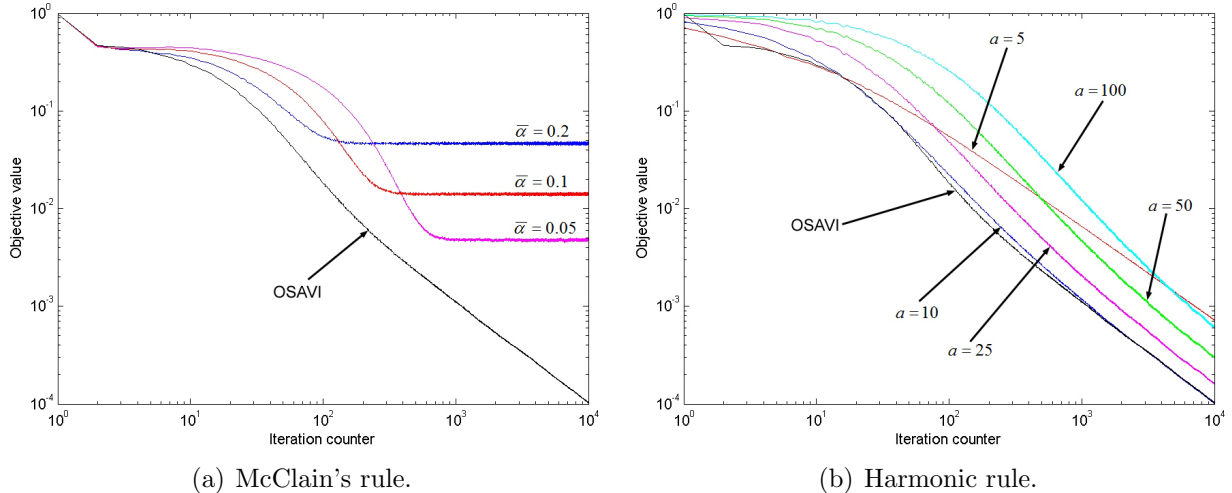 10^0
10^-1
10^-2
10^-3
10^-4
Objective value
10^0 10^1 10^2 10^3 10^4
Iteration counter
α̅ = 0.2
α̅ = 0.1
α̅ = 0.05
OSAVI
(a) McClain's rule.
10^0
10^-1
10^-2
10^-3
10^-4
Objective value
10^0 10^1 10^2 10^3 10^4
Iteration counter
a = 5
a = 100
a = 50
OSAVI
a = 10
a = 25
(b) Harmonic rule.